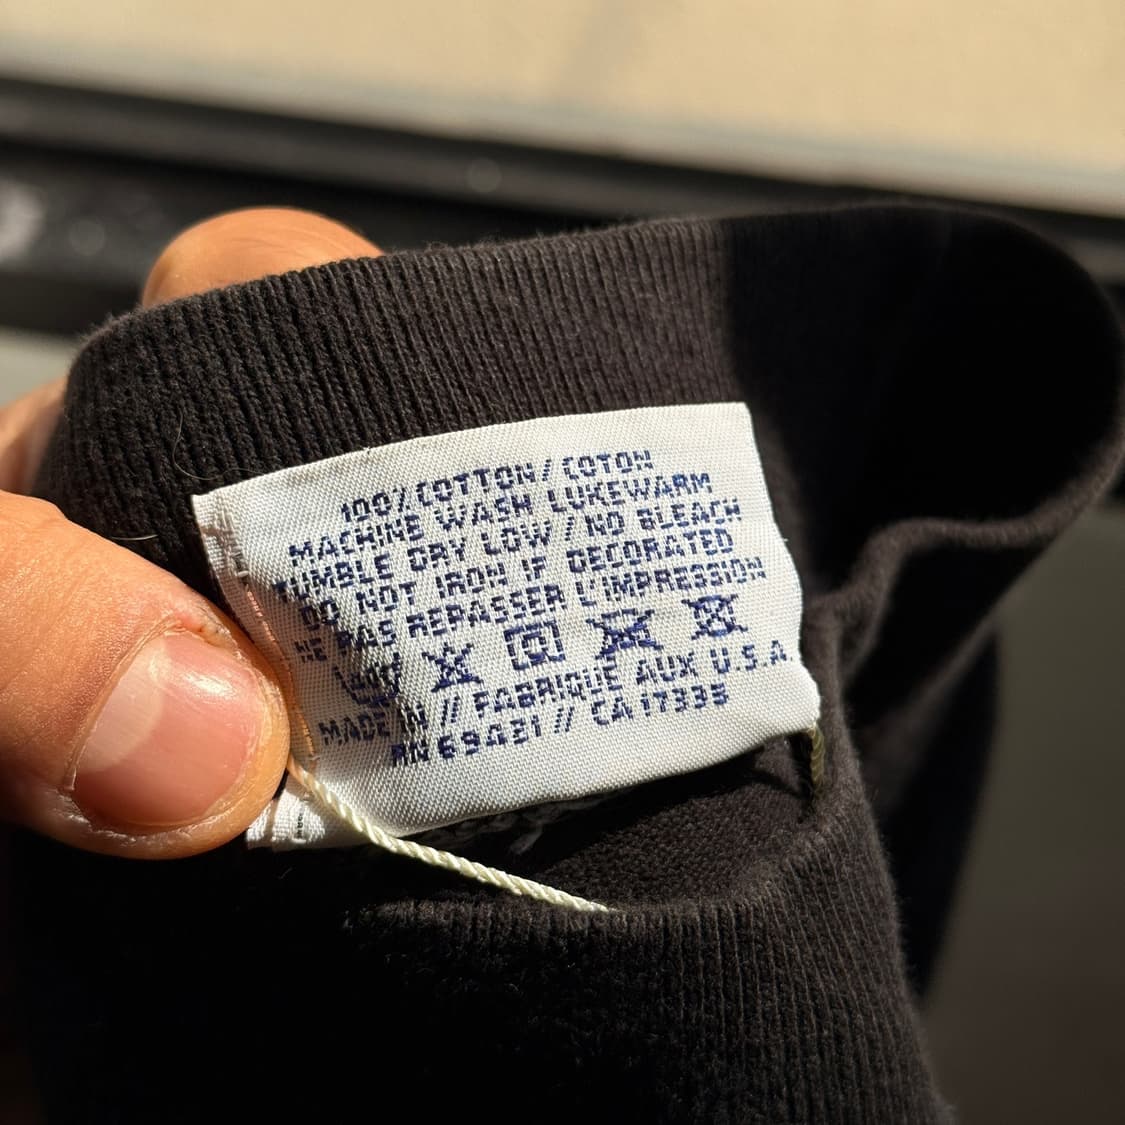 100% COTTON / COTON
MACHINE WASH LUKEWARM
TUMBLE DRY LOW / NO BLEACH
DO NOT IRON IF DECORATED
NE PAS REPASSER L'IMPRESSION
MADE IN // FABRIQUE AUX U.S.A.
RN 69421 // CA 17335